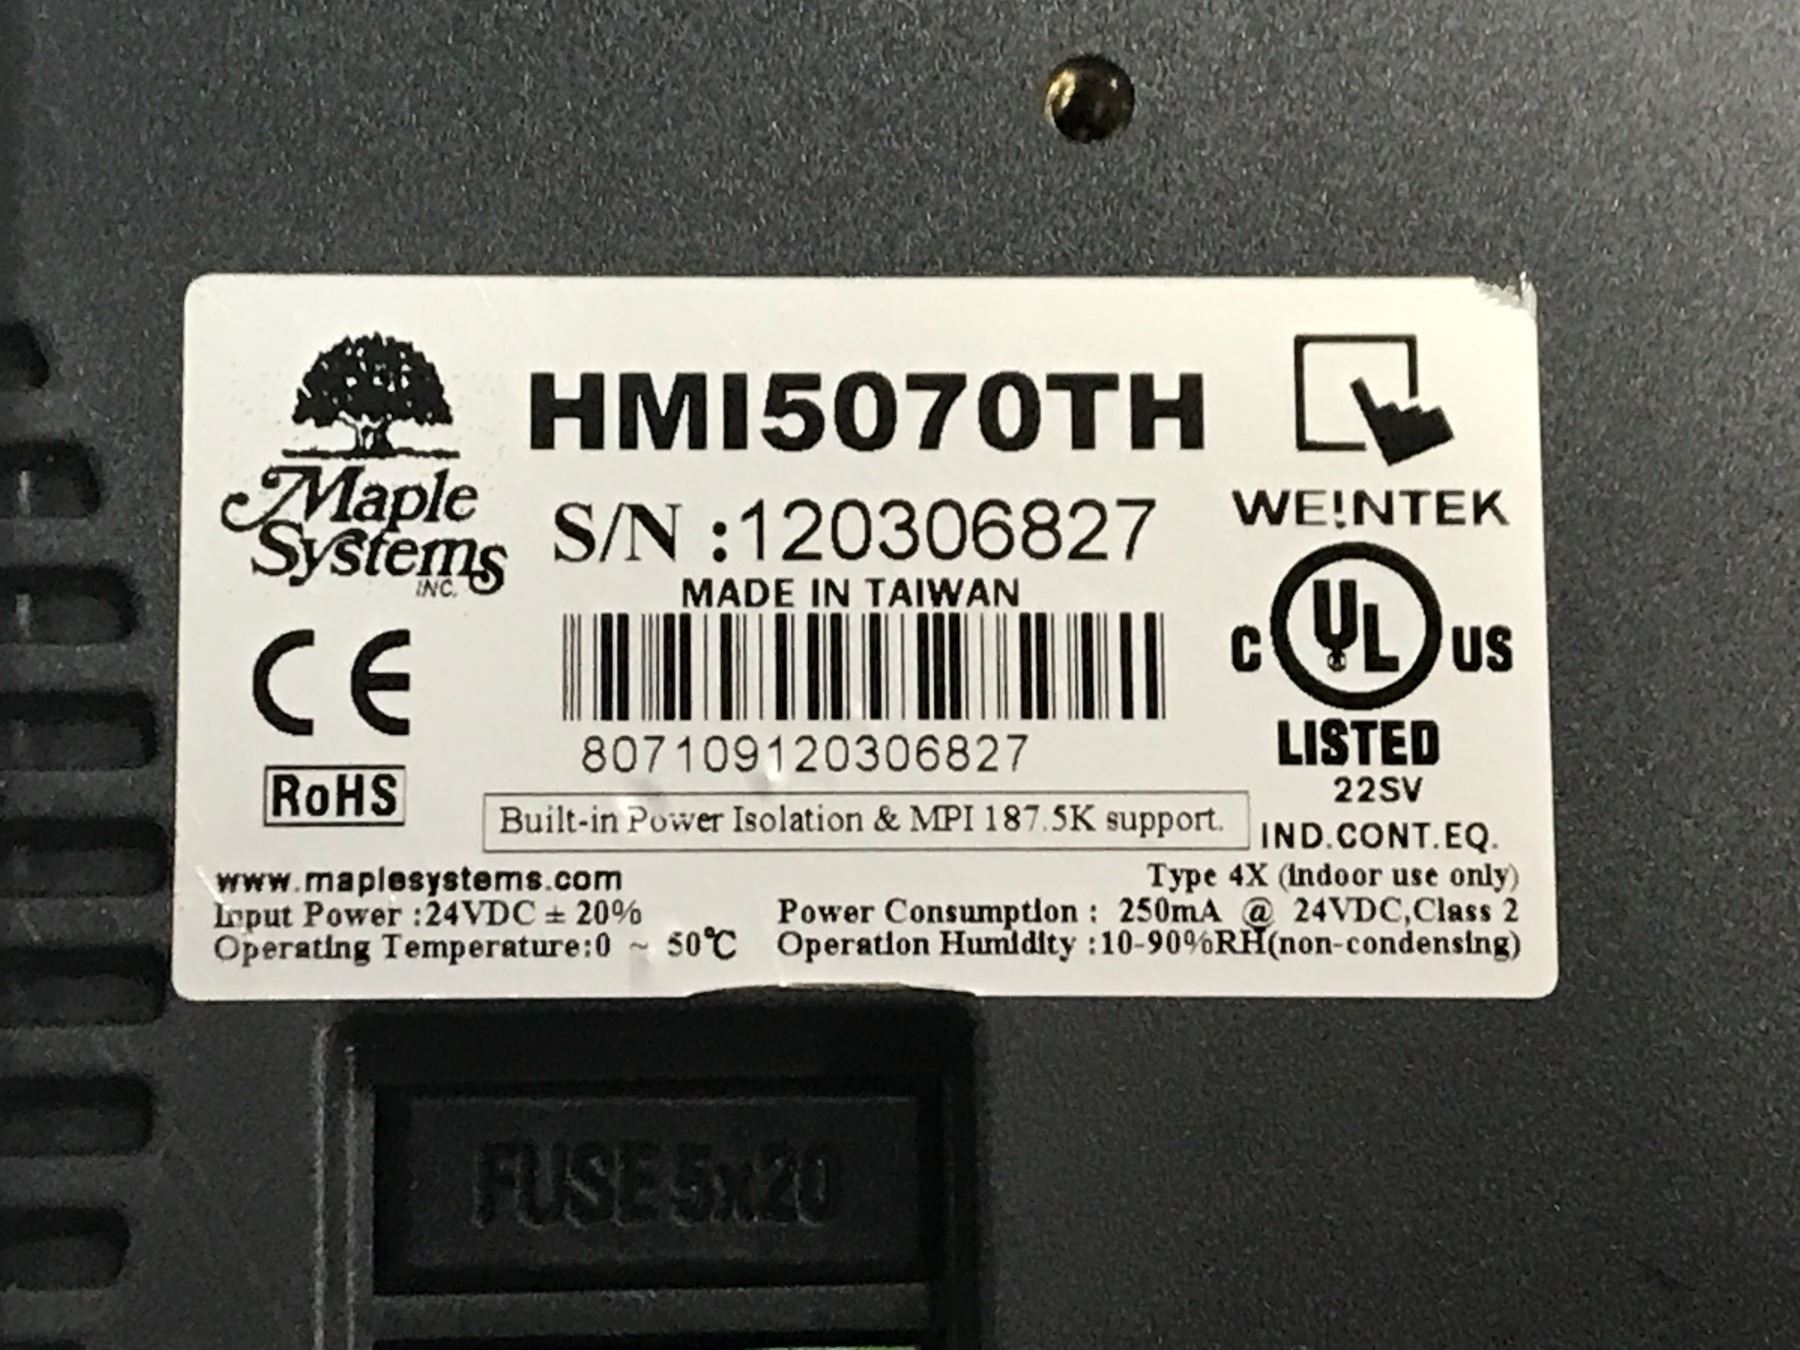 HMI5070TH
Maple
Systems
INC.
S/N :120306827
MADE IN TAIWAN
807109120306827
WE!NTEK
CE
RoHS
C UL US
LISTED
22SV
IND.CONT.EQ.
Built-in Power Isolation & MPI 187.5K support.
www.maplesystems.com
Type 4X (indoor use only)
Input Power :24VDC ± 20%
Power Consumption : 250mA @ 24VDC,Class 2
Operating Temperature:0 ~ 50℃
Operation Humidity :10-90%RH(non-condensing)
FUSE 5x20